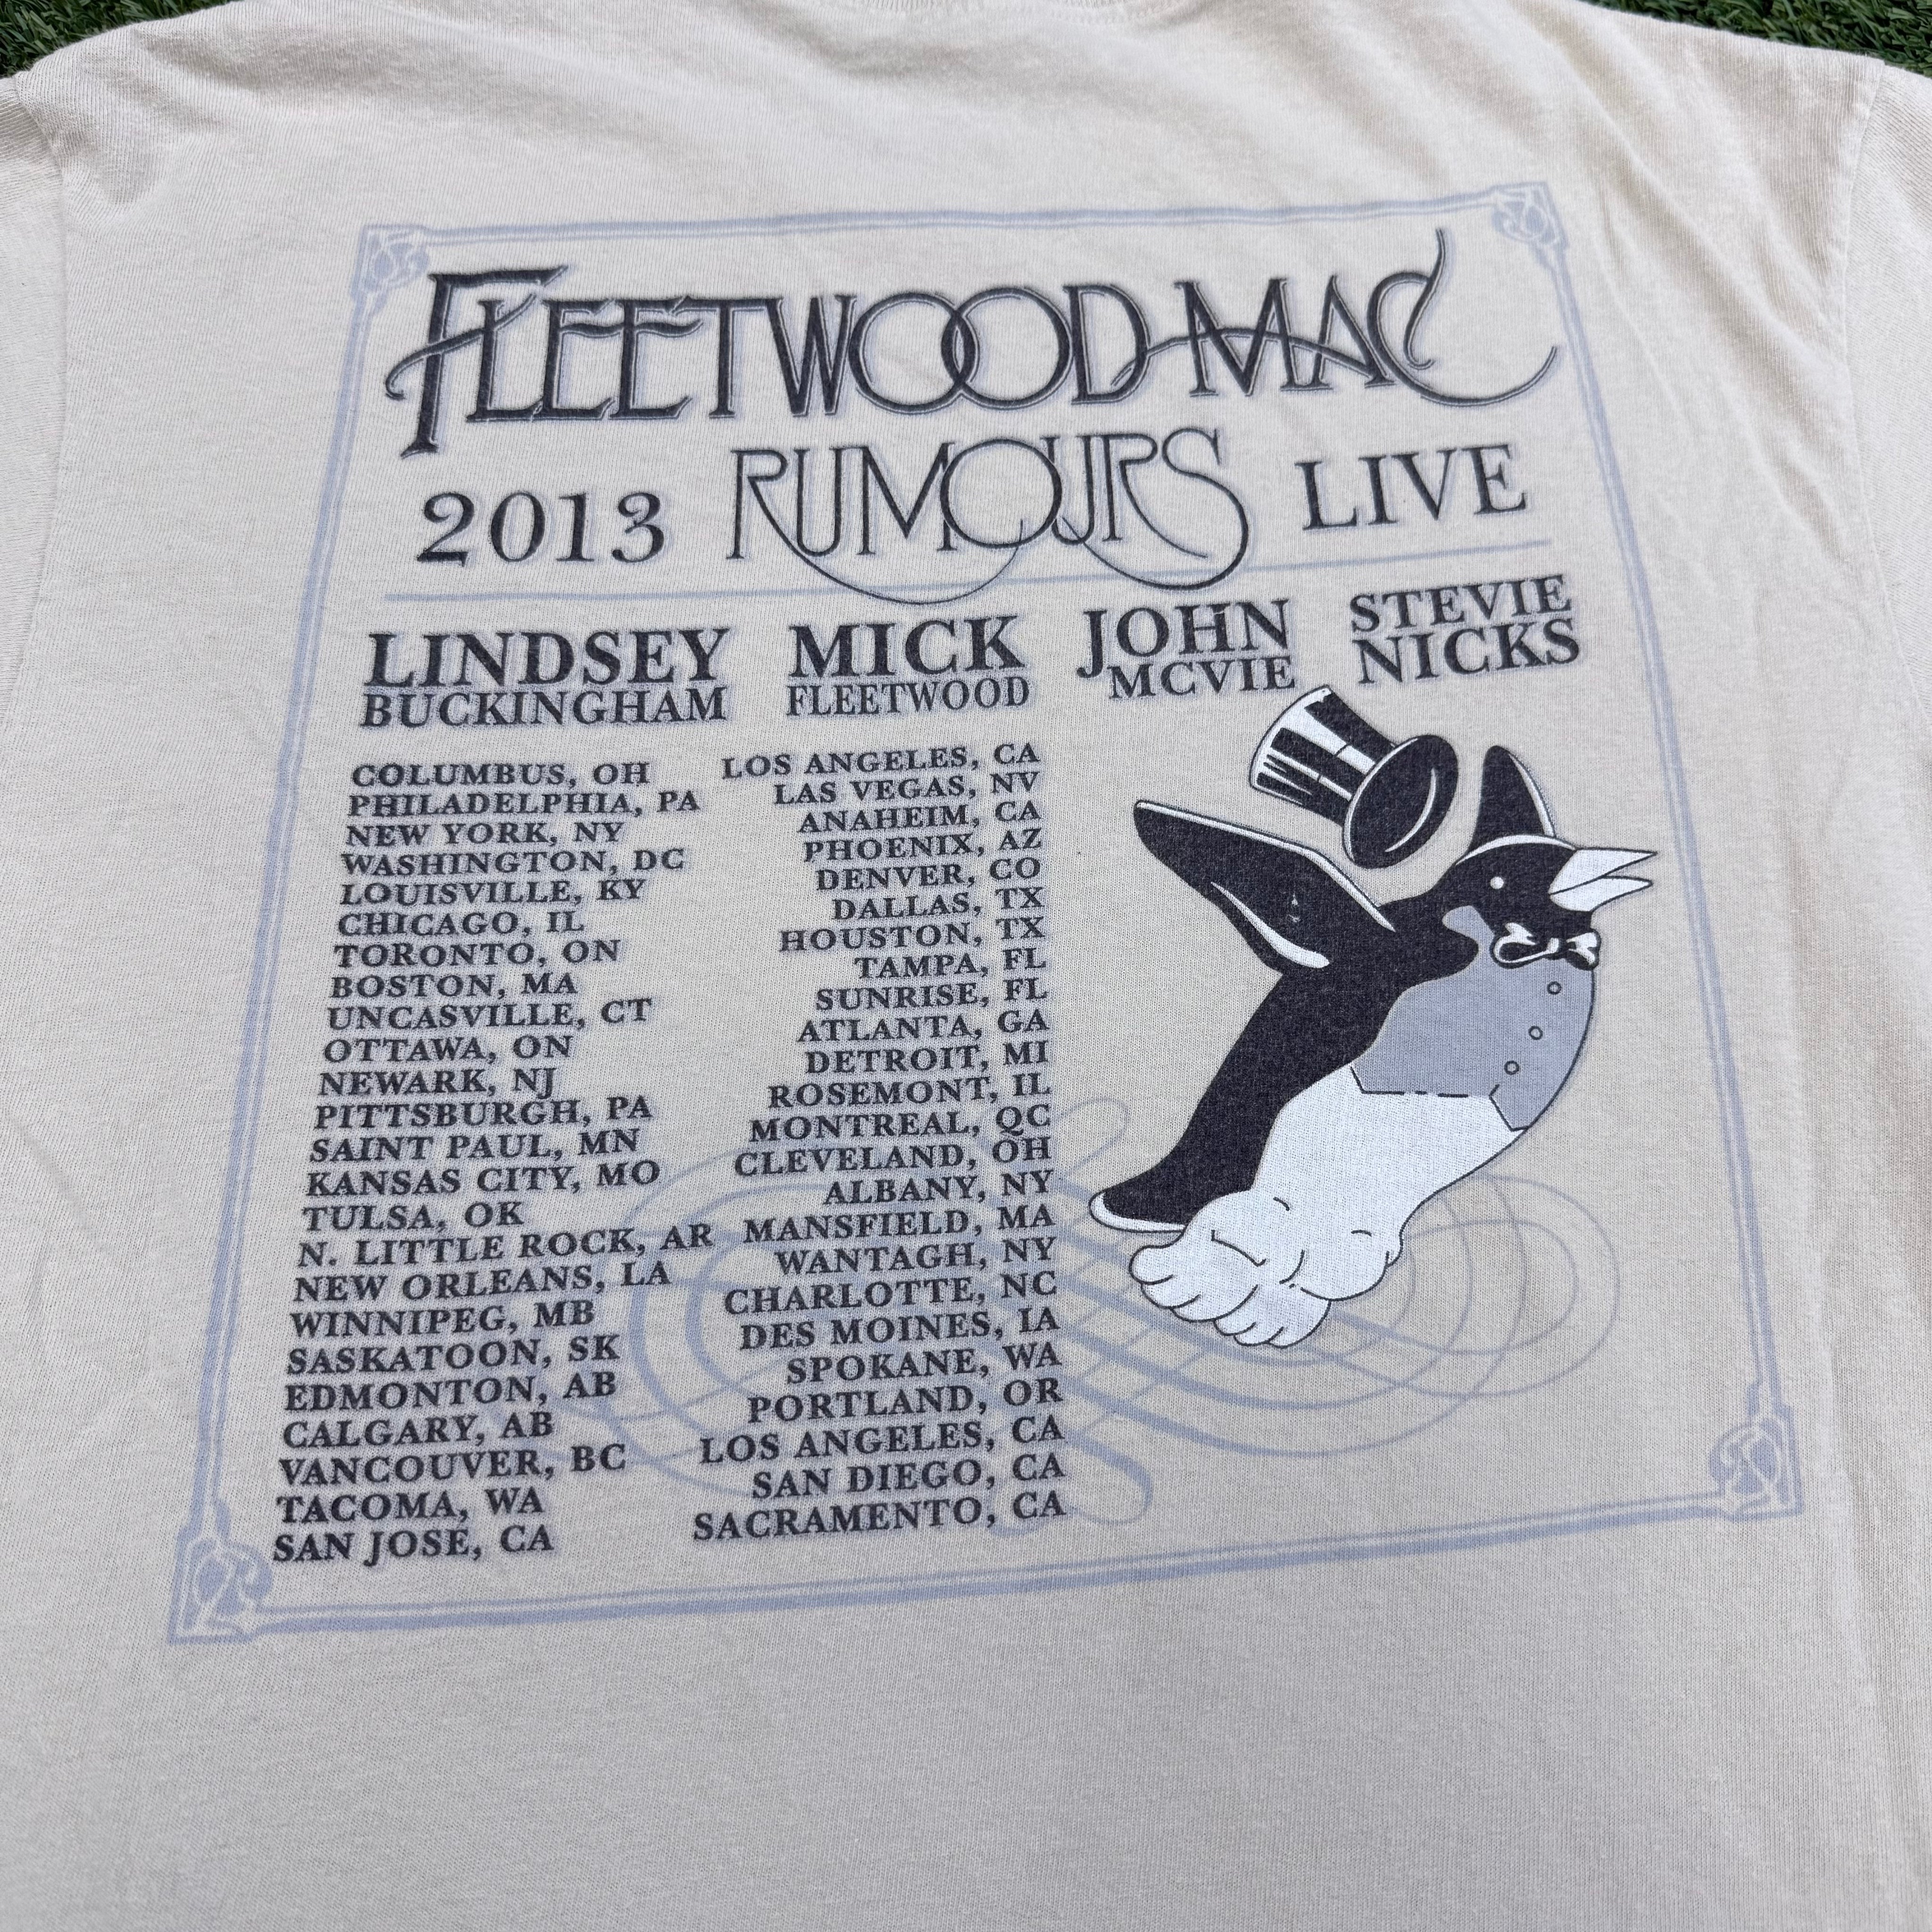 FLEETWOOD MAC
2013 RUMOURS LIVE
LINDSEY BUCKINGHAM
MICK FLEETWOOD
JOHN MCVIE
STEVIE NICKS
COLUMBUS, OH
PHILADELPHIA, PA
NEW YORK, NY
WASHINGTON, DC
LOUISVILLE, KY
CHICAGO, IL
TORONTO, ON
BOSTON, MA
UNCASVILLE, CT
OTTAWA, ON
NEWARK, NJ
PITTSBURGH, PA
SAINT PAUL, MN
KANSAS CITY, MO
TULSA, OK
N. LITTLE ROCK, AR
NEW ORLEANS, LA
WINNIPEG, MB
SASKATOON, SK
EDMONTON, AB
CALGARY, AB
VANCOUVER, BC
TACOMA, WA
SAN JOSE, CA
LOS ANGELES, CA
LAS VEGAS, NV
ANAHEIM, CA
PHOENIX, AZ
DENVER, CO
DALLAS, TX
HOUSTON, TX
TAMPA, FL
SUNRISE, FL
ATLANTA, GA
DETROIT, MI
ROSEMONT, IL
MONTREAL, QC
CLEVELAND, OH
ALBANY, NY
MANSFIELD, MA
WANTAGH, NY
CHARLOTTE, NC
DES MOINES, IA
SPOKANE, WA
PORTLAND, OR
LOS ANGELES, CA
SAN DIEGO, CA
SACRAMENTO, CA